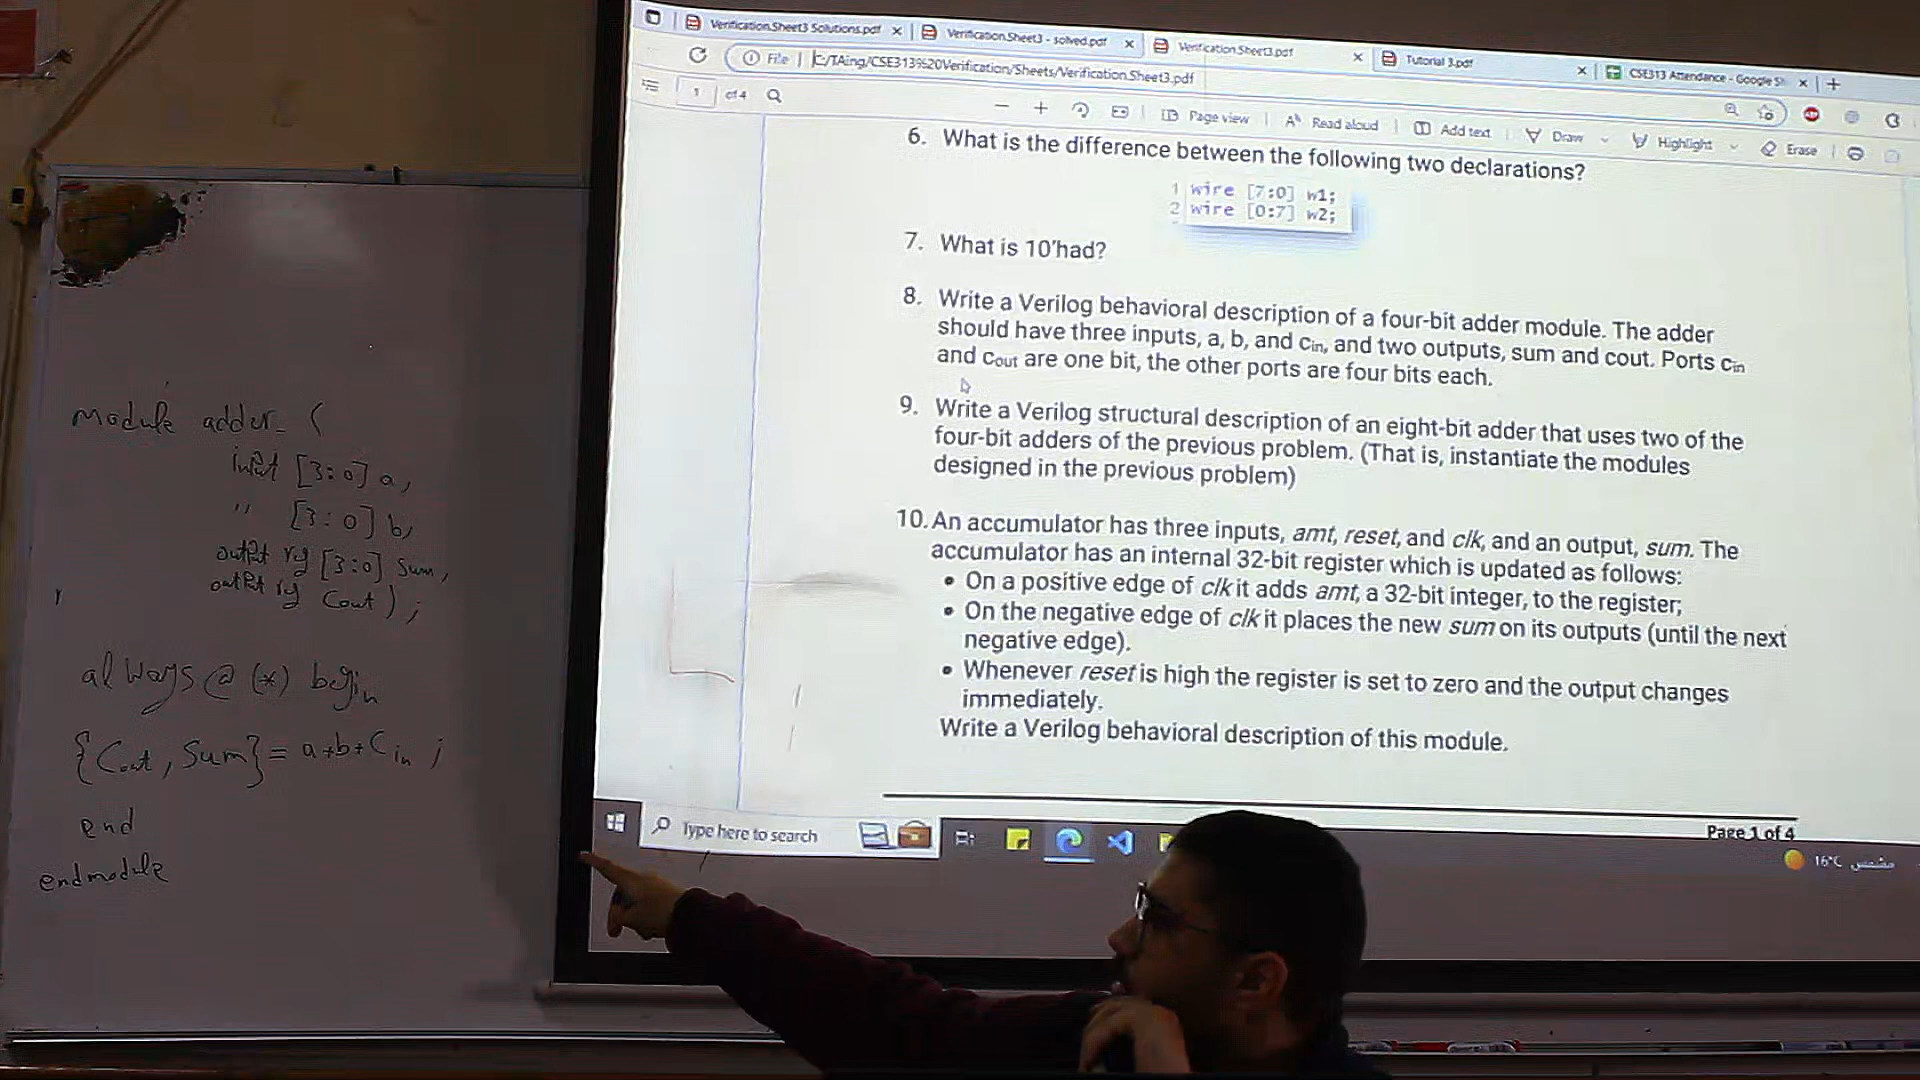 Verification.Sheet3 Solutions.pdf
Verification.Sheet3 - solved.pdf
Verification.Sheet3.pdf
Tutorial 3.pdf
CSE313 Attendance - Google S
File | C:/TAing/CSE313%20Verification/Sheets/Verification.Sheet3.pdf
1 of 4
Page view
Read aloud
Add text
Draw
Highlight
Erase
6. What is the difference between the following two declarations?
1 wire [7:0] w1;
2 wire [0:7] w2;
7. What is 10'had?
8. Write a Verilog behavioral description of a four-bit adder module. The adder
should have three inputs, a, b, and cin, and two outputs, sum and cout. Ports cin
and cout are one bit, the other ports are four bits each.
9. Write a Verilog structural description of an eight-bit adder that uses two of the
four-bit adders of the previous problem. (That is, instantiate the modules
designed in the previous problem)
10. An accumulator has three inputs, amt, reset, and clk, and an output, sum. The
accumulator has an internal 32-bit register which is updated as follows:
• On a positive edge of clk it adds amt, a 32-bit integer, to the register;
• On the negative edge of clk it places the new sum on its outputs (until the next
negative edge).
• Whenever reset is high the register is set to zero and the output changes
immediately.
Write a Verilog behavioral description of this module.
Page 1 of 4
Type here to search
16°C مشمس
module adder_ (
input [3:0] a,
" [3:0] b,
output reg [3:0] Sum,
output reg Cout);
always @ (*) begin
{Cout, Sum} = a+b+Cin;
end
endmodule